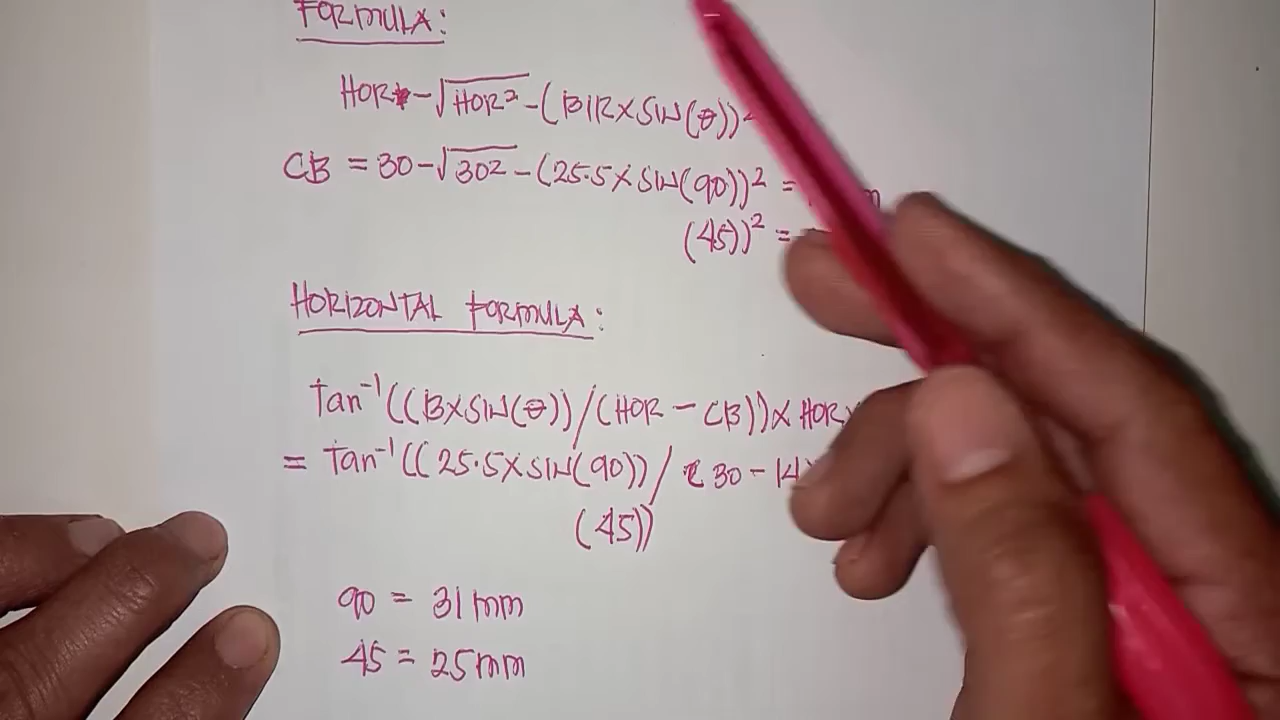 FORMULA:
HOR - √HOR² - (BIR X SIN(θ))²
CB = 30 - √30² - (25.5 X SIN(90))² =
(45))² =
HORIZONTAL FORMULA:
tan⁻¹((B X SIN(θ))/(HOR - CB)) X HOR
= tan⁻¹((25.5 X SIN(90))/(30 - 14
(45))
90 = 31mm
45 = 25mm